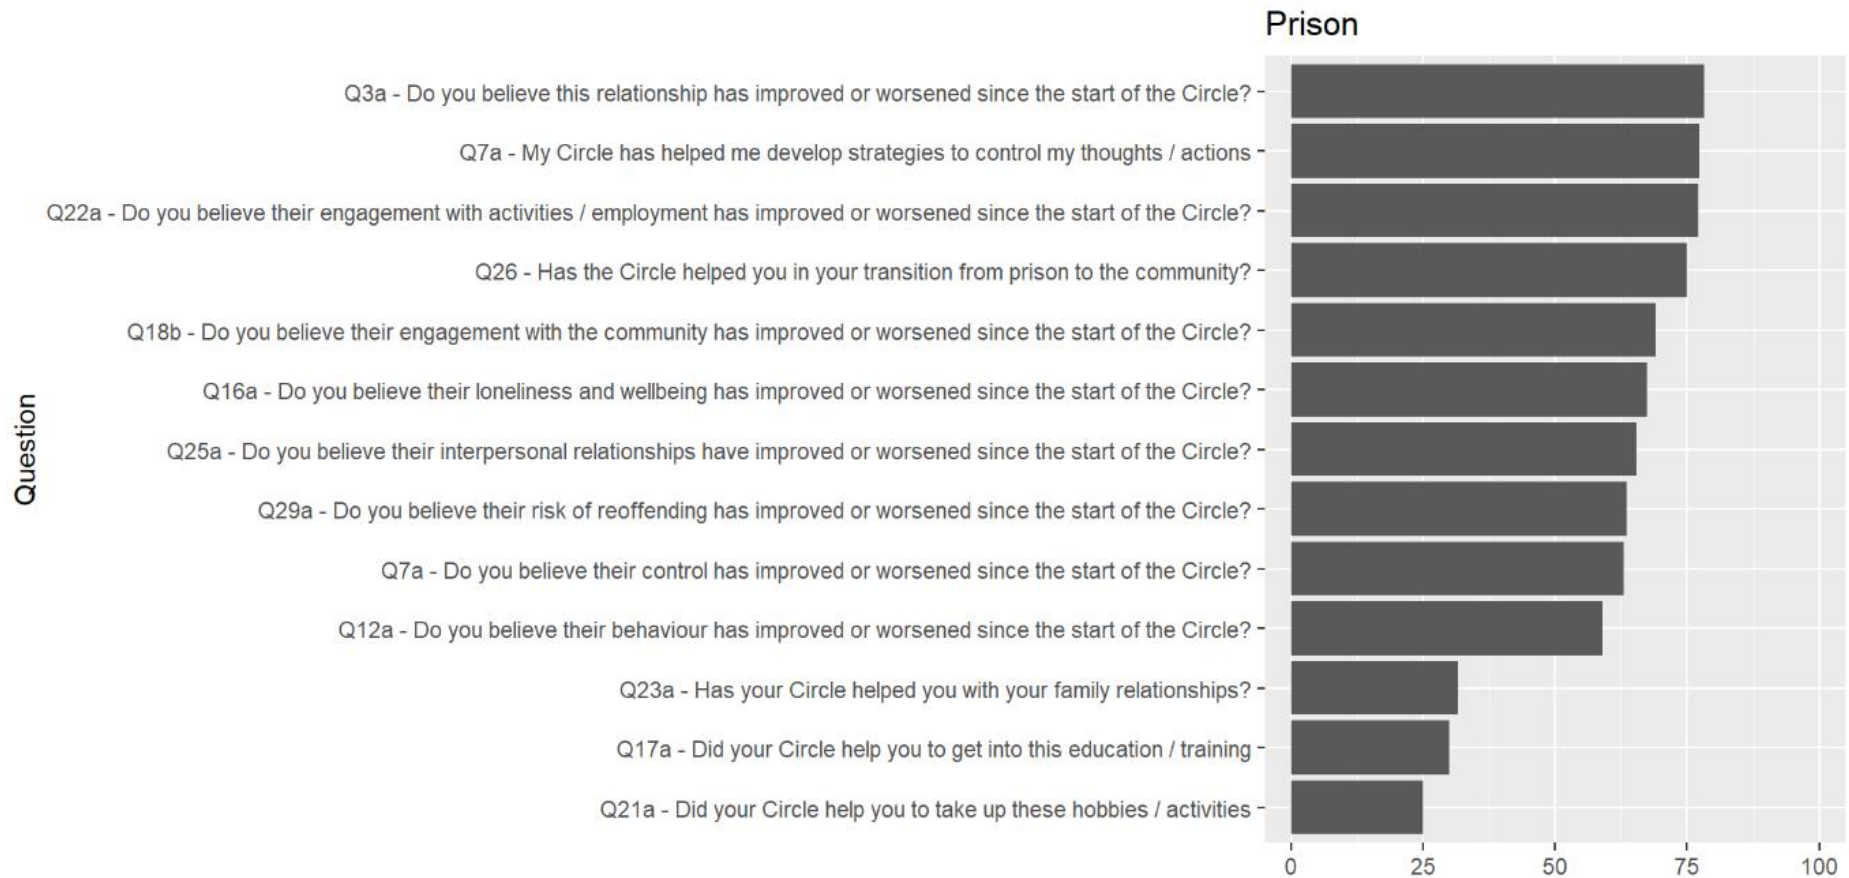 Prison
Q3a - Do you believe this relationship has improved or worsened since the start of the Circle?
Q7a - My Circle has helped me develop strategies to control my thoughts / actions
Q22a - Do you believe their engagement with activities / employment has improved or worsened since the start of the Circle?
Q26 - Has the Circle helped you in your transition from prison to the community?
Q18b - Do you believe their engagement with the community has improved or worsened since the start of the Circle?
Q16a - Do you believe their loneliness and wellbeing has improved or worsened since the start of the Circle?
Q25a - Do you believe their interpersonal relationships have improved or worsened since the start of the Circle?
Q29a - Do you believe their risk of reoffending has improved or worsened since the start of the Circle?
Q7a - Do you believe their control has improved or worsened since the start of the Circle?
Q12a - Do you believe their behaviour has improved or worsened since the start of the Circle?
Q23a - Has your Circle helped you with your family relationships?
Q17a - Did your Circle help you to get into this education / training
Q21a - Did your Circle help you to take up these hobbies / activities
Question
0 25 50 75 100